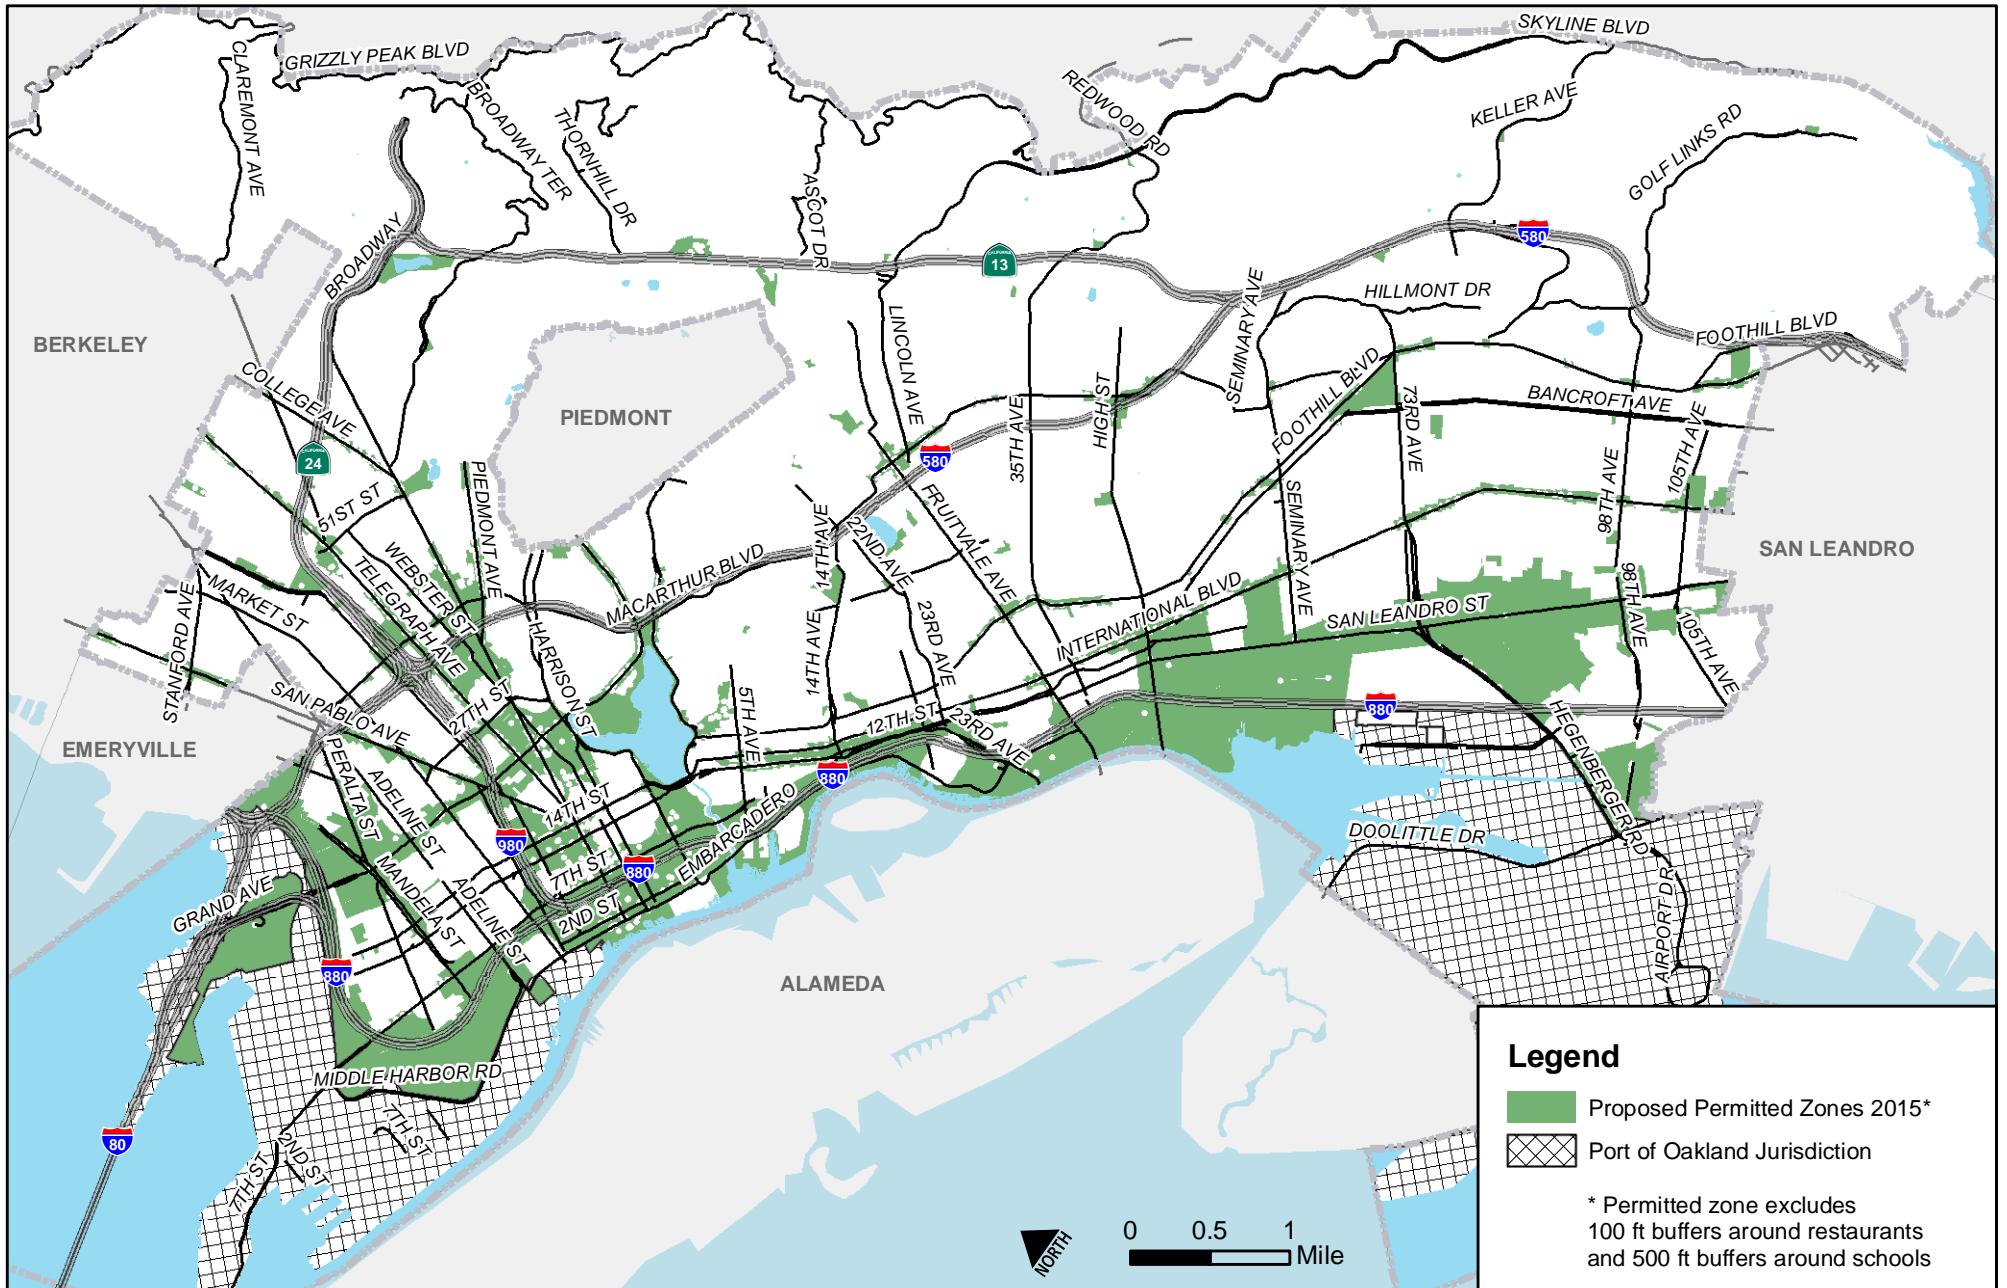 SKYLINE BLVD
GRIZZLY PEAK BLVD
CLAREMONT AVE
BROADWAY TER
THORNHILL DR
REDWOOD RD
KELLER AVE
GOLF LINKS RD
ASCOT DR
BROADWAY
CALIFORNIA
13
580
SEMINARY AVE
HILLMONT DR
FOOTHILL BLVD
BERKELEY
COLLEGE AVE
PIEDMONT
LINCOLN AVE
35TH AVE
HIGH ST
FOOTHILL BLVD
73RD AVE
BANCROFT AVE
105TH AVE
CALIFORNIA
24
580
51ST ST
PIEDMONT AVE
FRUITVALE AVE
SEMINARY AVE
98TH AVE
14TH AVE
22ND AVE
SAN LEANDRO
WEBSTER ST
TELEGRAPH AVE
MACARTHUR BLVD
MARKET ST
STANFORD AVE
HARRISON ST
14TH AVE
23RD AVE
INTERNATIONAL BLVD
SAN LEANDRO ST
98TH AVE
105TH AVE
SAN PABLO AVE
27TH ST
5TH AVE
12TH ST
23RD AVE
880
HEGENBERGER RD
EMERYVILLE
PERALTA ST
ADELINE ST
14TH ST
880
EMBARCADERO
980
7TH ST
880
DOOLITTLE DR
GRAND AVE
MANDELA ST
ADELINE ST
2ND ST
AIRPORT DR
880
ALAMEDA
MIDDLE HARBOR RD
7TH ST
80
2ND ST
7TH ST
NORTH
0 0.5 1
Mile
Legend
Proposed Permitted Zones 2015*
Port of Oakland Jurisdiction
* Permitted zone excludes
100 ft buffers around restaurants
and 500 ft buffers around schools